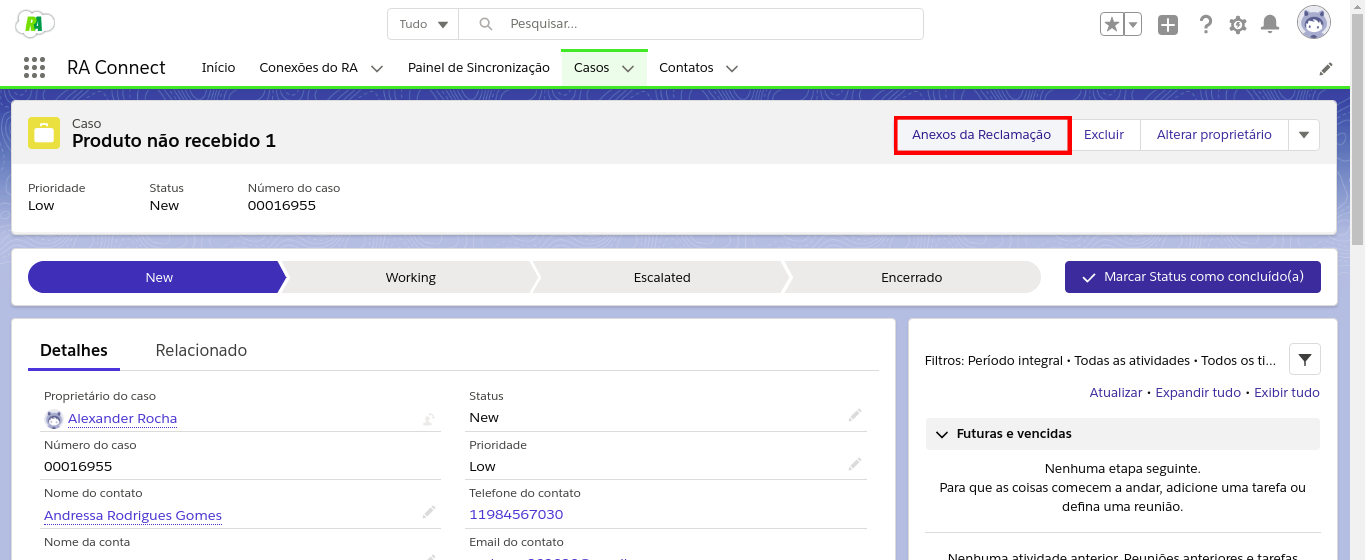 RA
Tudo
Pesquisar...
RA Connect
Início
Conexões do RA
Painel de Sincronização
Casos
Contatos
Caso
Produto não recebido 1
Anexos da Reclamação
Excluir
Alterar proprietário
Prioridade
Status
Número do caso
Low
New
00016955
New
Working
Escalated
Encerrado
Marcar Status como concluído(a)
Detalhes
Relacionado
Proprietário do caso
Alexander Rocha
Status
New
Número do caso
00016955
Prioridade
Low
Nome do contato
Andressa Rodrigues Gomes
Telefone do contato
11984567030
Nome da conta
Email do contato
Filtros: Período integral • Todas as atividades • Todos os ti...
Atualizar • Expandir tudo • Exibir tudo
Futuras e vencidas
Nenhuma etapa seguinte.
Para que as coisas comecem a andar, adicione uma tarefa ou
defina uma reunião.
Nenhuma atividade anterior. Reuniões anteriores e tarefas